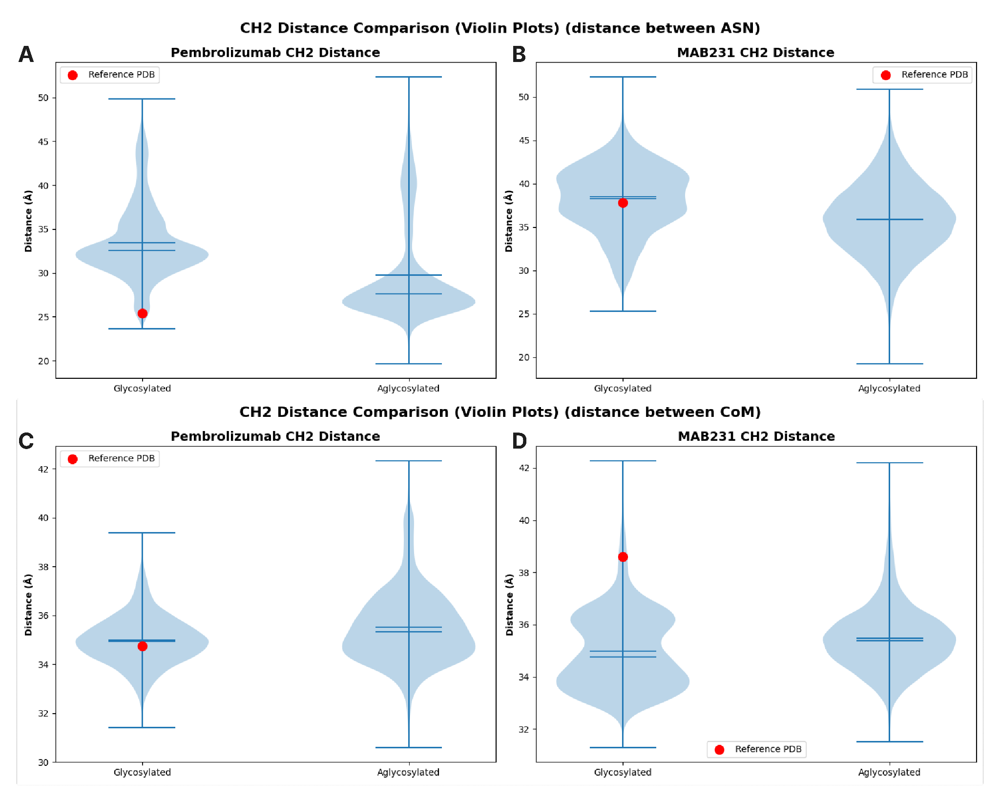 CH2 Distance Comparison (Violin Plots) (distance between ASN)
A
Pembrolizumab CH2 Distance
Reference PDB
50
45
40
35
30
25
20
Distance (Å)
Glycosylated
Aglycosylated
B
MAB231 CH2 Distance
Reference PDB
50
45
40
35
30
25
20
Distance (Å)
Glycosylated
Aglycosylated
CH2 Distance Comparison (Violin Plots) (distance between CoM)
C
Pembrolizumab CH2 Distance
Reference PDB
42
40
38
36
34
32
30
Distance (Å)
Glycosylated
Aglycosylated
D
MAB231 CH2 Distance
42
40
38
36
34
32
Distance (Å)
Reference PDB
Glycosylated
Aglycosylated